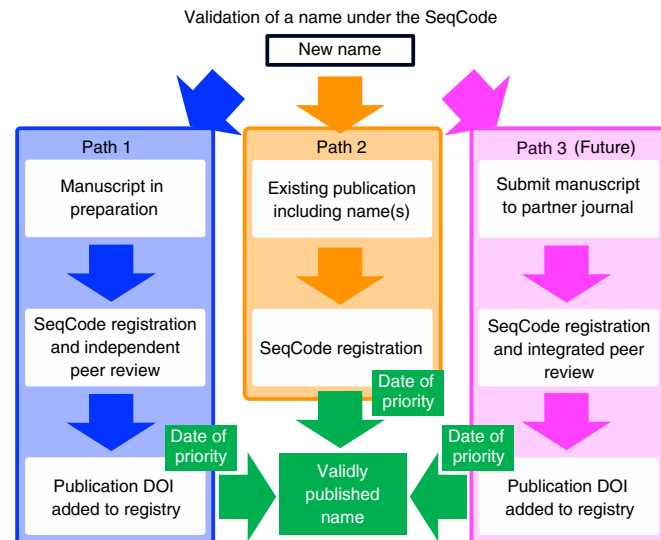 Validation of a name under the SeqCode
New name
Path 1
Manuscript in
preparation
SeqCode registration
and independent
peer review
Date of
priority
Publication DOI
added to registry
Path 2
Existing publication
including name(s)
SeqCode registration
Date of
priority
Validly
published
name
Path 3 (Future)
Submit manuscript
to partner journal
SeqCode registration
and integrated peer
review
Date of
priority
Publication DOI
added to registry